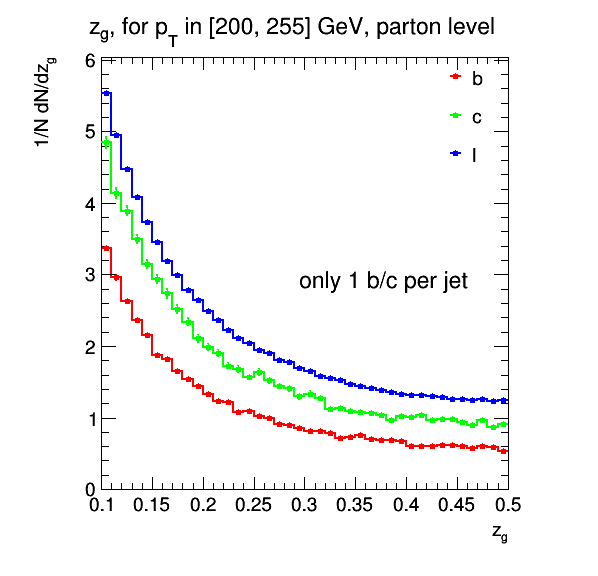 z_g, for p_T in [200, 255] GeV, parton level
1/N dN/dz_g
6
5
4
3
2
1
0
b
c
l
only 1 b/c per jet
0.1 0.15 0.2 0.25 0.3 0.35 0.4 0.45 0.5
z_g